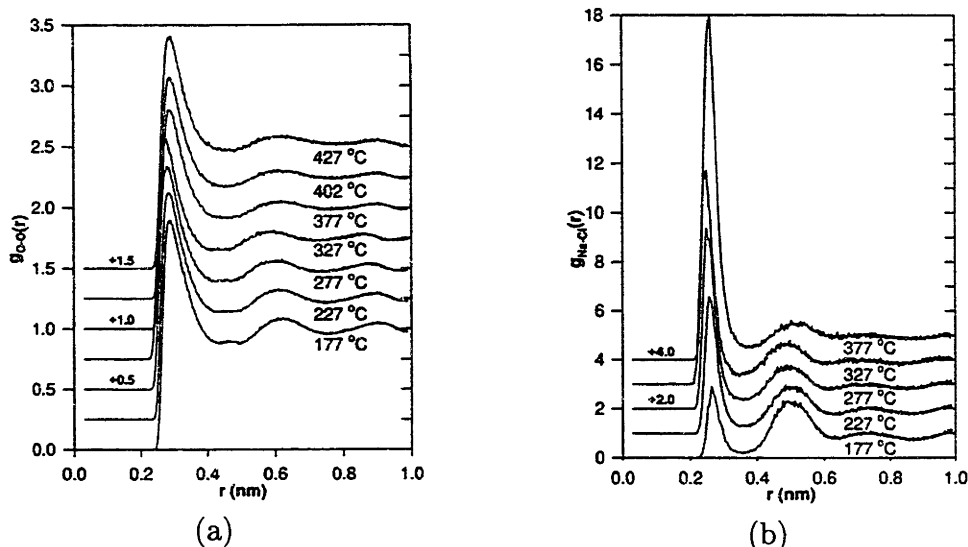 3.5
3.0
2.5
2.0
1.5
1.0
0.5
0.0
g_{O-O}(r)
+1.5
+1.0
+0.5
427 °C
402 °C
377 °C
327 °C
277 °C
227 °C
177 °C
0.0 0.2 0.4 0.6 0.8 1.0
r (nm)
(a)
18
16
14
12
10
8
6
4
2
0
g_{Na-Cl}(r)
+4.0
+2.0
377 °C
327 °C
277 °C
227 °C
177 °C
0.0 0.2 0.4 0.6 0.8 1.0
r (nm)
(b)